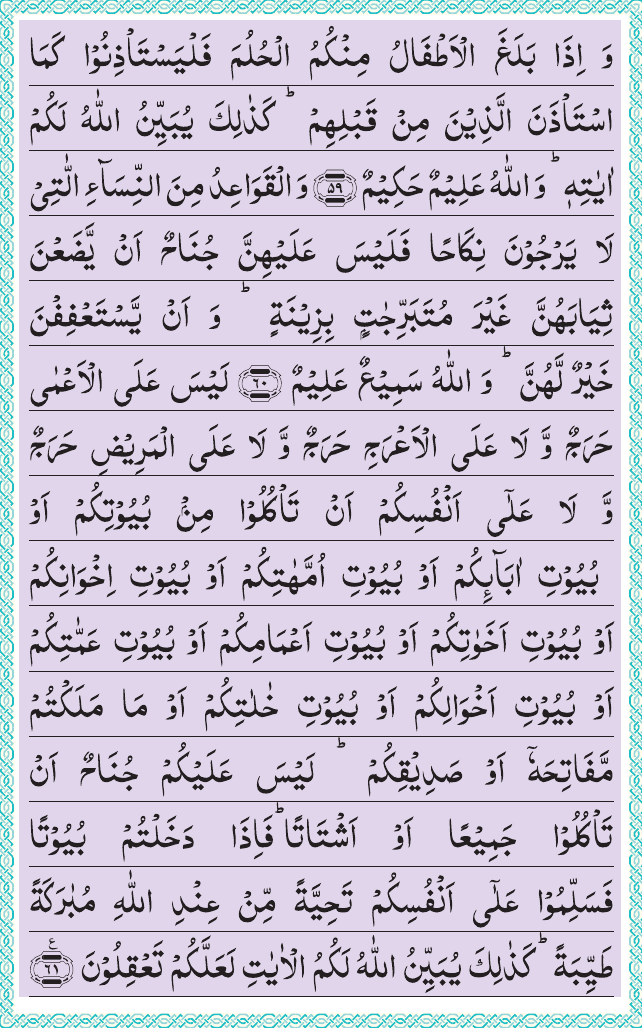 وَ اِذَا بَلَغَ الْاَطْفَالُ مِنْكُمُ الْحُلُمَ فَلْيَسْتَاْذِنُوْا كَمَا
اسْتَاْذَنَ الَّذِيْنَ مِنْ قَبْلِهِمْ ؕ كَذٰلِكَ يُبَيِّنُ اللّٰهُ لَكُمْ
اٰيٰتِهٖ ؕ وَ اللّٰهُ عَلِيْمٌ حَكِيْمٌ ﴿۵۹﴾ وَ الْقَوَاعِدُ مِنَ النِّسَآءِ الّٰتِيْ
لَا يَرْجُوْنَ نِكَاحًا فَلَيْسَ عَلَيْهِنَّ جُنَاحٌ اَنْ يَّضَعْنَ
ثِيَابَهُنَّ غَيْرَ مُتَبَرِّجٰتٍۭ بِزِيْنَةٍ ؕ وَ اَنْ يَّسْتَعْفِفْنَ
خَيْرٌ لَّهُنَّ ؕ وَ اللّٰهُ سَمِيْعٌ عَلِيْمٌ ﴿۶۰﴾ لَيْسَ عَلَى الْاَعْمٰى
حَرَجٌ وَّ لَا عَلَى الْاَعْرَجِ حَرَجٌ وَّ لَا عَلَى الْمَرِيْضِ حَرَجٌ
وَّ لَا عَلٰٓى اَنْفُسِكُمْ اَنْ تَاْكُلُوْا مِنْۢ بُيُوْتِكُمْ اَوْ
بُيُوْتِ اٰبَآىِٕكُمْ اَوْ بُيُوْتِ اُمَّهٰتِكُمْ اَوْ بُيُوْتِ اِخْوَانِكُمْ
اَوْ بُيُوْتِ اَخَوٰتِكُمْ اَوْ بُيُوْتِ اَعْمَامِكُمْ اَوْ بُيُوْتِ عَمّٰتِكُمْ
اَوْ بُيُوْتِ اَخْوَالِكُمْ اَوْ بُيُوْتِ خٰلٰتِكُمْ اَوْ مَا مَلَكْتُمْ
مَّفَاتِحَهٗۤ اَوْ صَدِيْقِكُمْ ؕ لَيْسَ عَلَيْكُمْ جُنَاحٌ اَنْ
تَاْكُلُوْا جَمِيْعًا اَوْ اَشْتَاتًا ؕ فَاِذَا دَخَلْتُمْ بُيُوْتًا
فَسَلِّمُوْا عَلٰٓى اَنْفُسِكُمْ تَحِيَّةً مِّنْ عِنْدِ اللّٰهِ مُبٰرَكَةً
طَيِّبَةً ؕ كَذٰلِكَ يُبَيِّنُ اللّٰهُ لَكُمُ الْاٰيٰتِ لَعَلَّكُمْ تَعْقِلُوْنَ ﴿۶۱﴾ ع